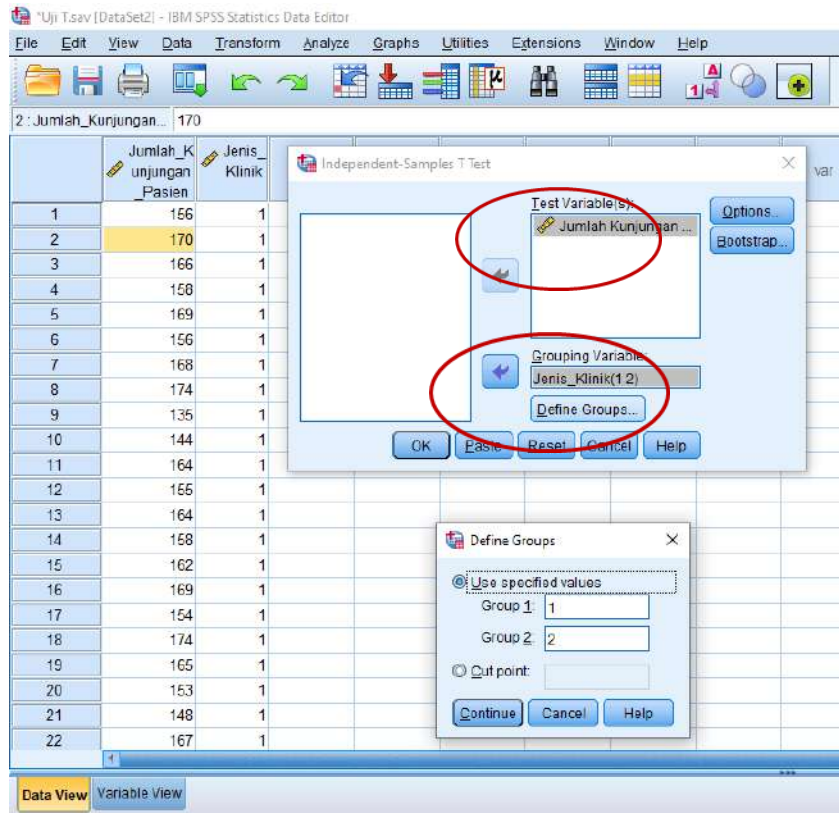 *Uji T.sav [DataSet2] - IBM SPSS Statistics Data Editor
File Edit View Data Transform Analyze Graphs Utilities Extensions Window Help
2 : Jumlah_Kunjungan... 170
Jumlah_K
unjungan
_Pasien
Jenis_
Klinik
var
1 156 1
2 170 1
3 166 1
4 158 1
5 169 1
6 156 1
7 168 1
8 174 1
9 135 1
10 144 1
11 164 1
12 155 1
13 164 1
14 158 1
15 162 1
16 169 1
17 154 1
18 174 1
19 165 1
20 153 1
21 148 1
22 167 1
Independent-Samples T Test
Test Variable(s):
Jumlah Kunjungan ...
Options...
Bootstrap...
Grouping Variable:
Jenis_Klinik(1 2)
Define Groups...
OK Paste Reset Cancel Help
Define Groups
Use specified values
Group 1: 1
Group 2: 2
Cut point:
Continue Cancel Help
Data View Variable View